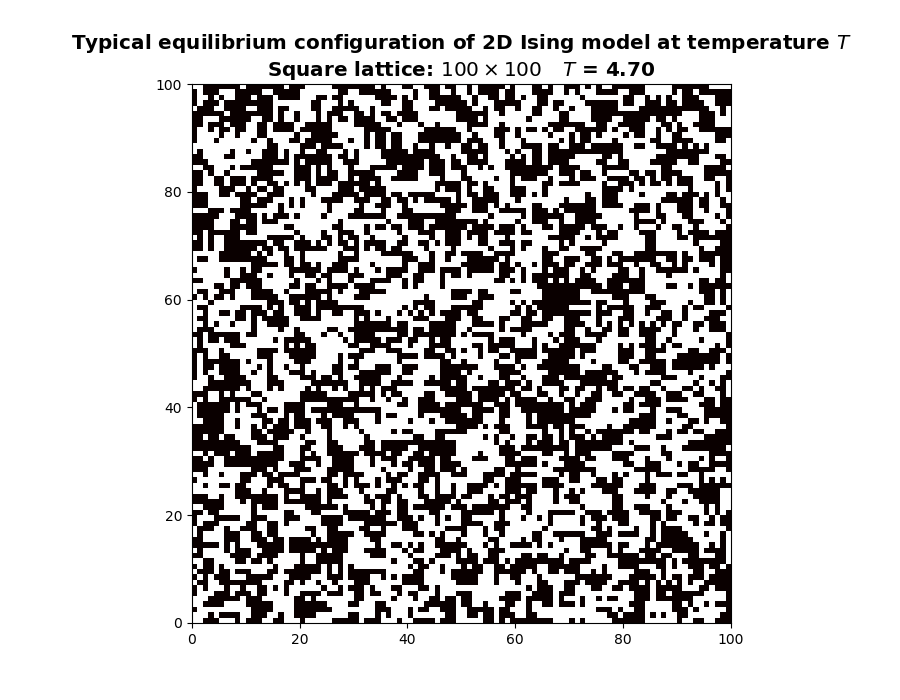 Typical equilibrium configuration of 2D Ising model at temperature T
Square lattice: 100 × 100 T = 4.70
100
80
60
40
20
0
0 20 40 60 80 100